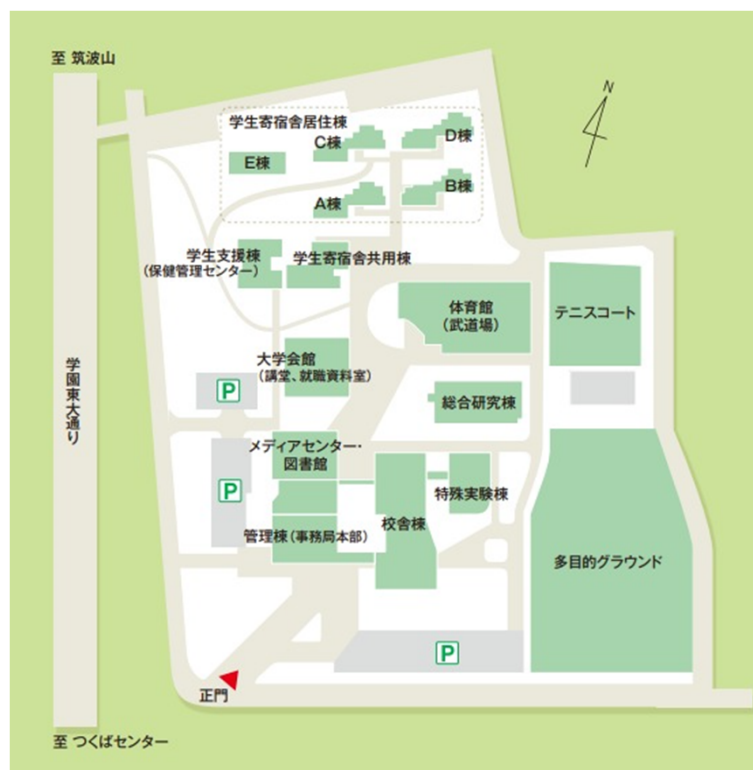 至 筑波山
N
学生寄宿舎居住棟
C棟
D棟
E棟
A棟
B棟
学生支援棟
（保健管理センター）
学生寄宿舎共用棟
体育館
（武道場）
テニスコート
大学会館
（講堂、就職資料室）
学園東大通り
P
総合研究棟
メディアセンター・
図書館
P
特殊実験棟
校舎棟
管理棟（事務局本部）
多目的グラウンド
P
正門
至 つくばセンター